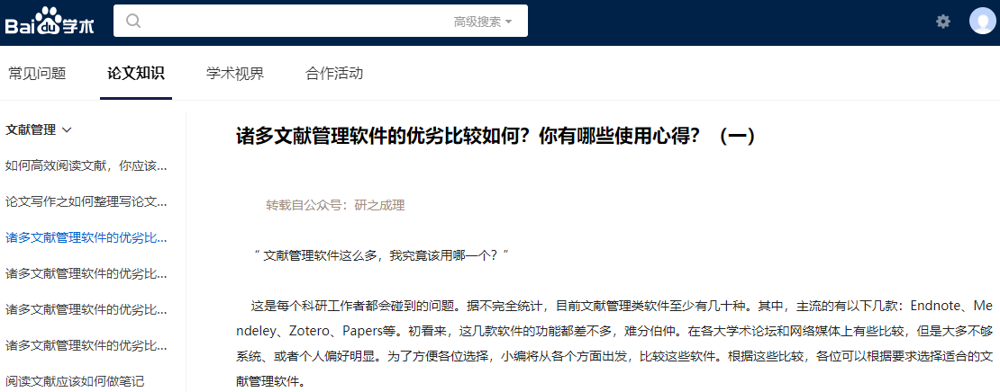 Bai du 学术
高级搜索
常见问题 论文知识 学术视界 合作活动
文献管理
如何高效阅读文献，你应该...
论文写作之如何整理写论文...
诸多文献管理软件的优劣比...
诸多文献管理软件的优劣比...
诸多文献管理软件的优劣比...
诸多文献管理软件的优劣比...
阅读文献应该如何做笔记
诸多文献管理软件的优劣比较如何？你有哪些使用心得？（一）
转载自公众号：研之成理
“ 文献管理软件这么多，我究竟该用哪一个？”
这是每个科研工作者都会碰到的问题。据不完全统计，目前文献管理类软件至少有几十种。其中，主流的有以下几款：Endnote、Me
ndeley、Zotero、Papers等。初看来，这几款软件的功能都差不多，难分伯仲。在各大学术论坛和网络媒体上有些比较，但是大多不够
系统、或者个人偏好明显。为了方便各位选择，小编将从各个方面出发，比较这些软件。根据这些比较，各位可以根据要求选择适合的文
献管理软件。